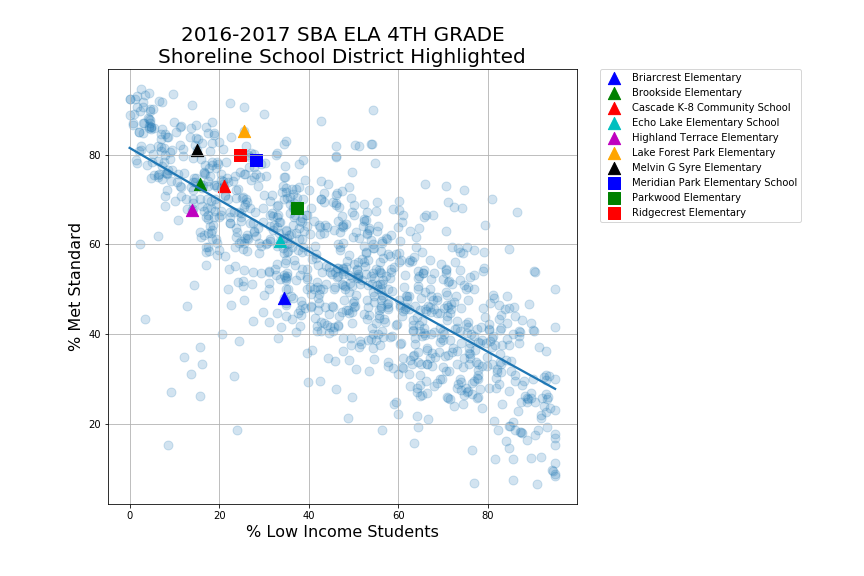 2016-2017 SBA ELA 4TH GRADE
Shoreline School District Highlighted
Briarcrest Elementary
Brookside Elementary
Cascade K-8 Community School
Echo Lake Elementary School
Highland Terrace Elementary
Lake Forest Park Elementary
Melvin G Syre Elementary
Meridian Park Elementary School
Parkwood Elementary
Ridgecrest Elementary
% Met Standard
80
60
40
20
0 20 40 60 80
% Low Income Students